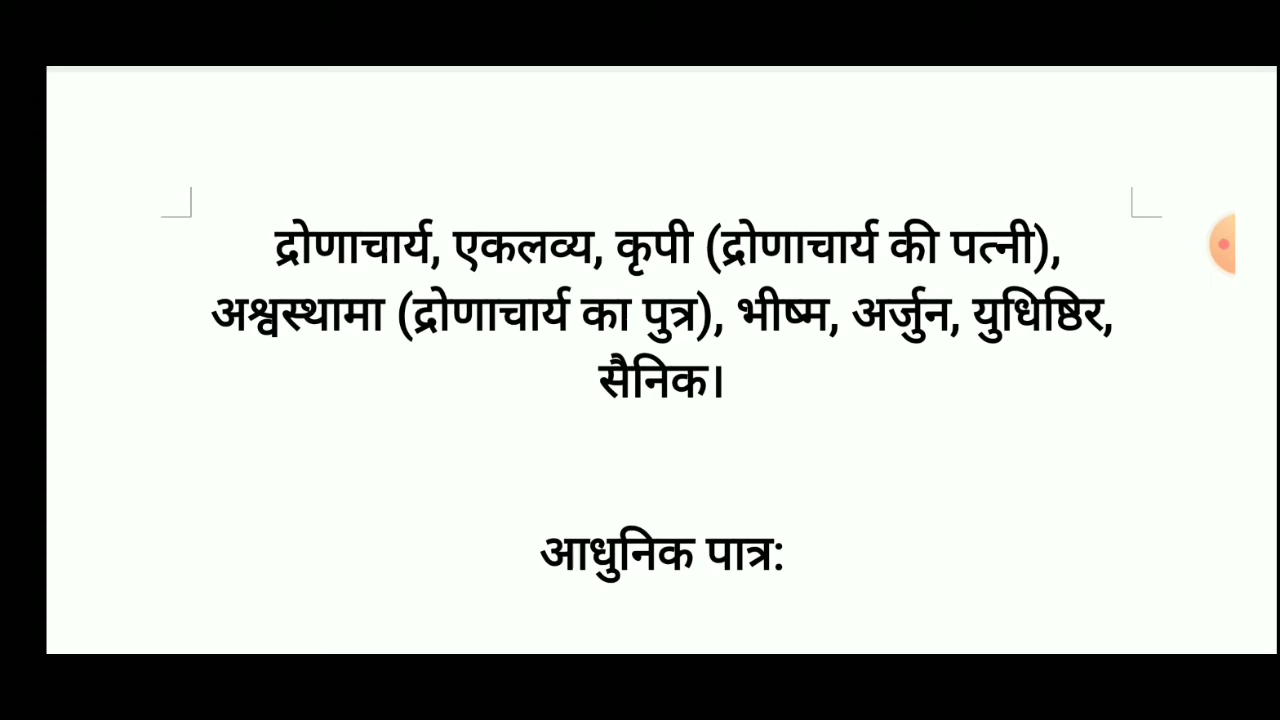 द्रोणाचार्य, एकलव्य, कृपी (द्रोणाचार्य की पत्नी),
अश्वस्थामा (द्रोणाचार्य का पुत्र), भीष्म, अर्जुन, युधिष्ठिर,
सैनिक।
आधुनिक पात्र: